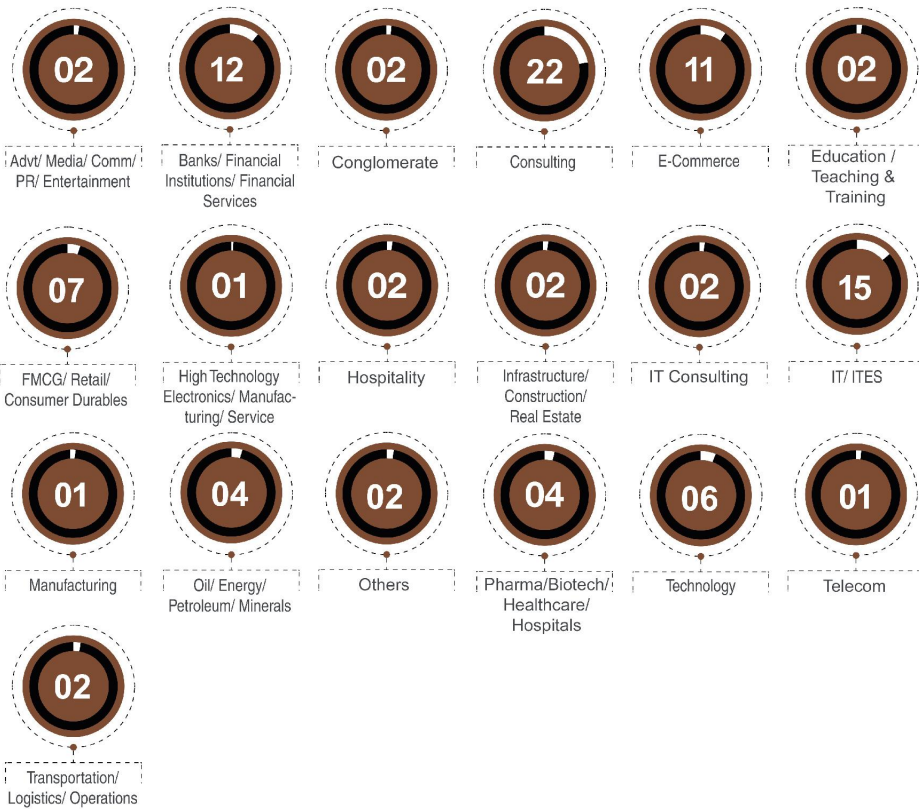 02
12
02
22
11
02
Advt/ Media/ Comm/
PR/ Entertainment
Banks/ Financial
Institutions/ Financial
Services
Conglomerate
Consulting
E-Commerce
Education /
Teaching &
Training
07
01
02
02
02
15
FMCG/ Retail/
Consumer Durables
High Technology
Electronics/ Manufac-
turing/ Service
Hospitality
Infrastructure/
Construction/
Real Estate
IT Consulting
IT/ ITES
01
04
02
04
06
01
Manufacturing
Oil/ Energy/
Petroleum/ Minerals
Others
Pharma/Biotech/
Healthcare/
Hospitals
Technology
Telecom
02
Transportation/
Logistics/ Operations